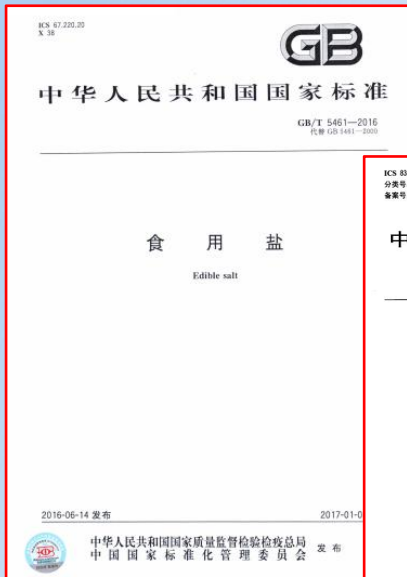 ICS 67.220.20
X 38
GB
中华人民共和国国家标准
GB/T 5461—2016
代替 GB 5461—2000
食用盐
Edible salt
2016-06-14 发布
2017-01-0
中华人民共和国国家质量监督检验检疫总局
中国国家标准化管理委员会
发布
ICS 83
分类号
备案号
中